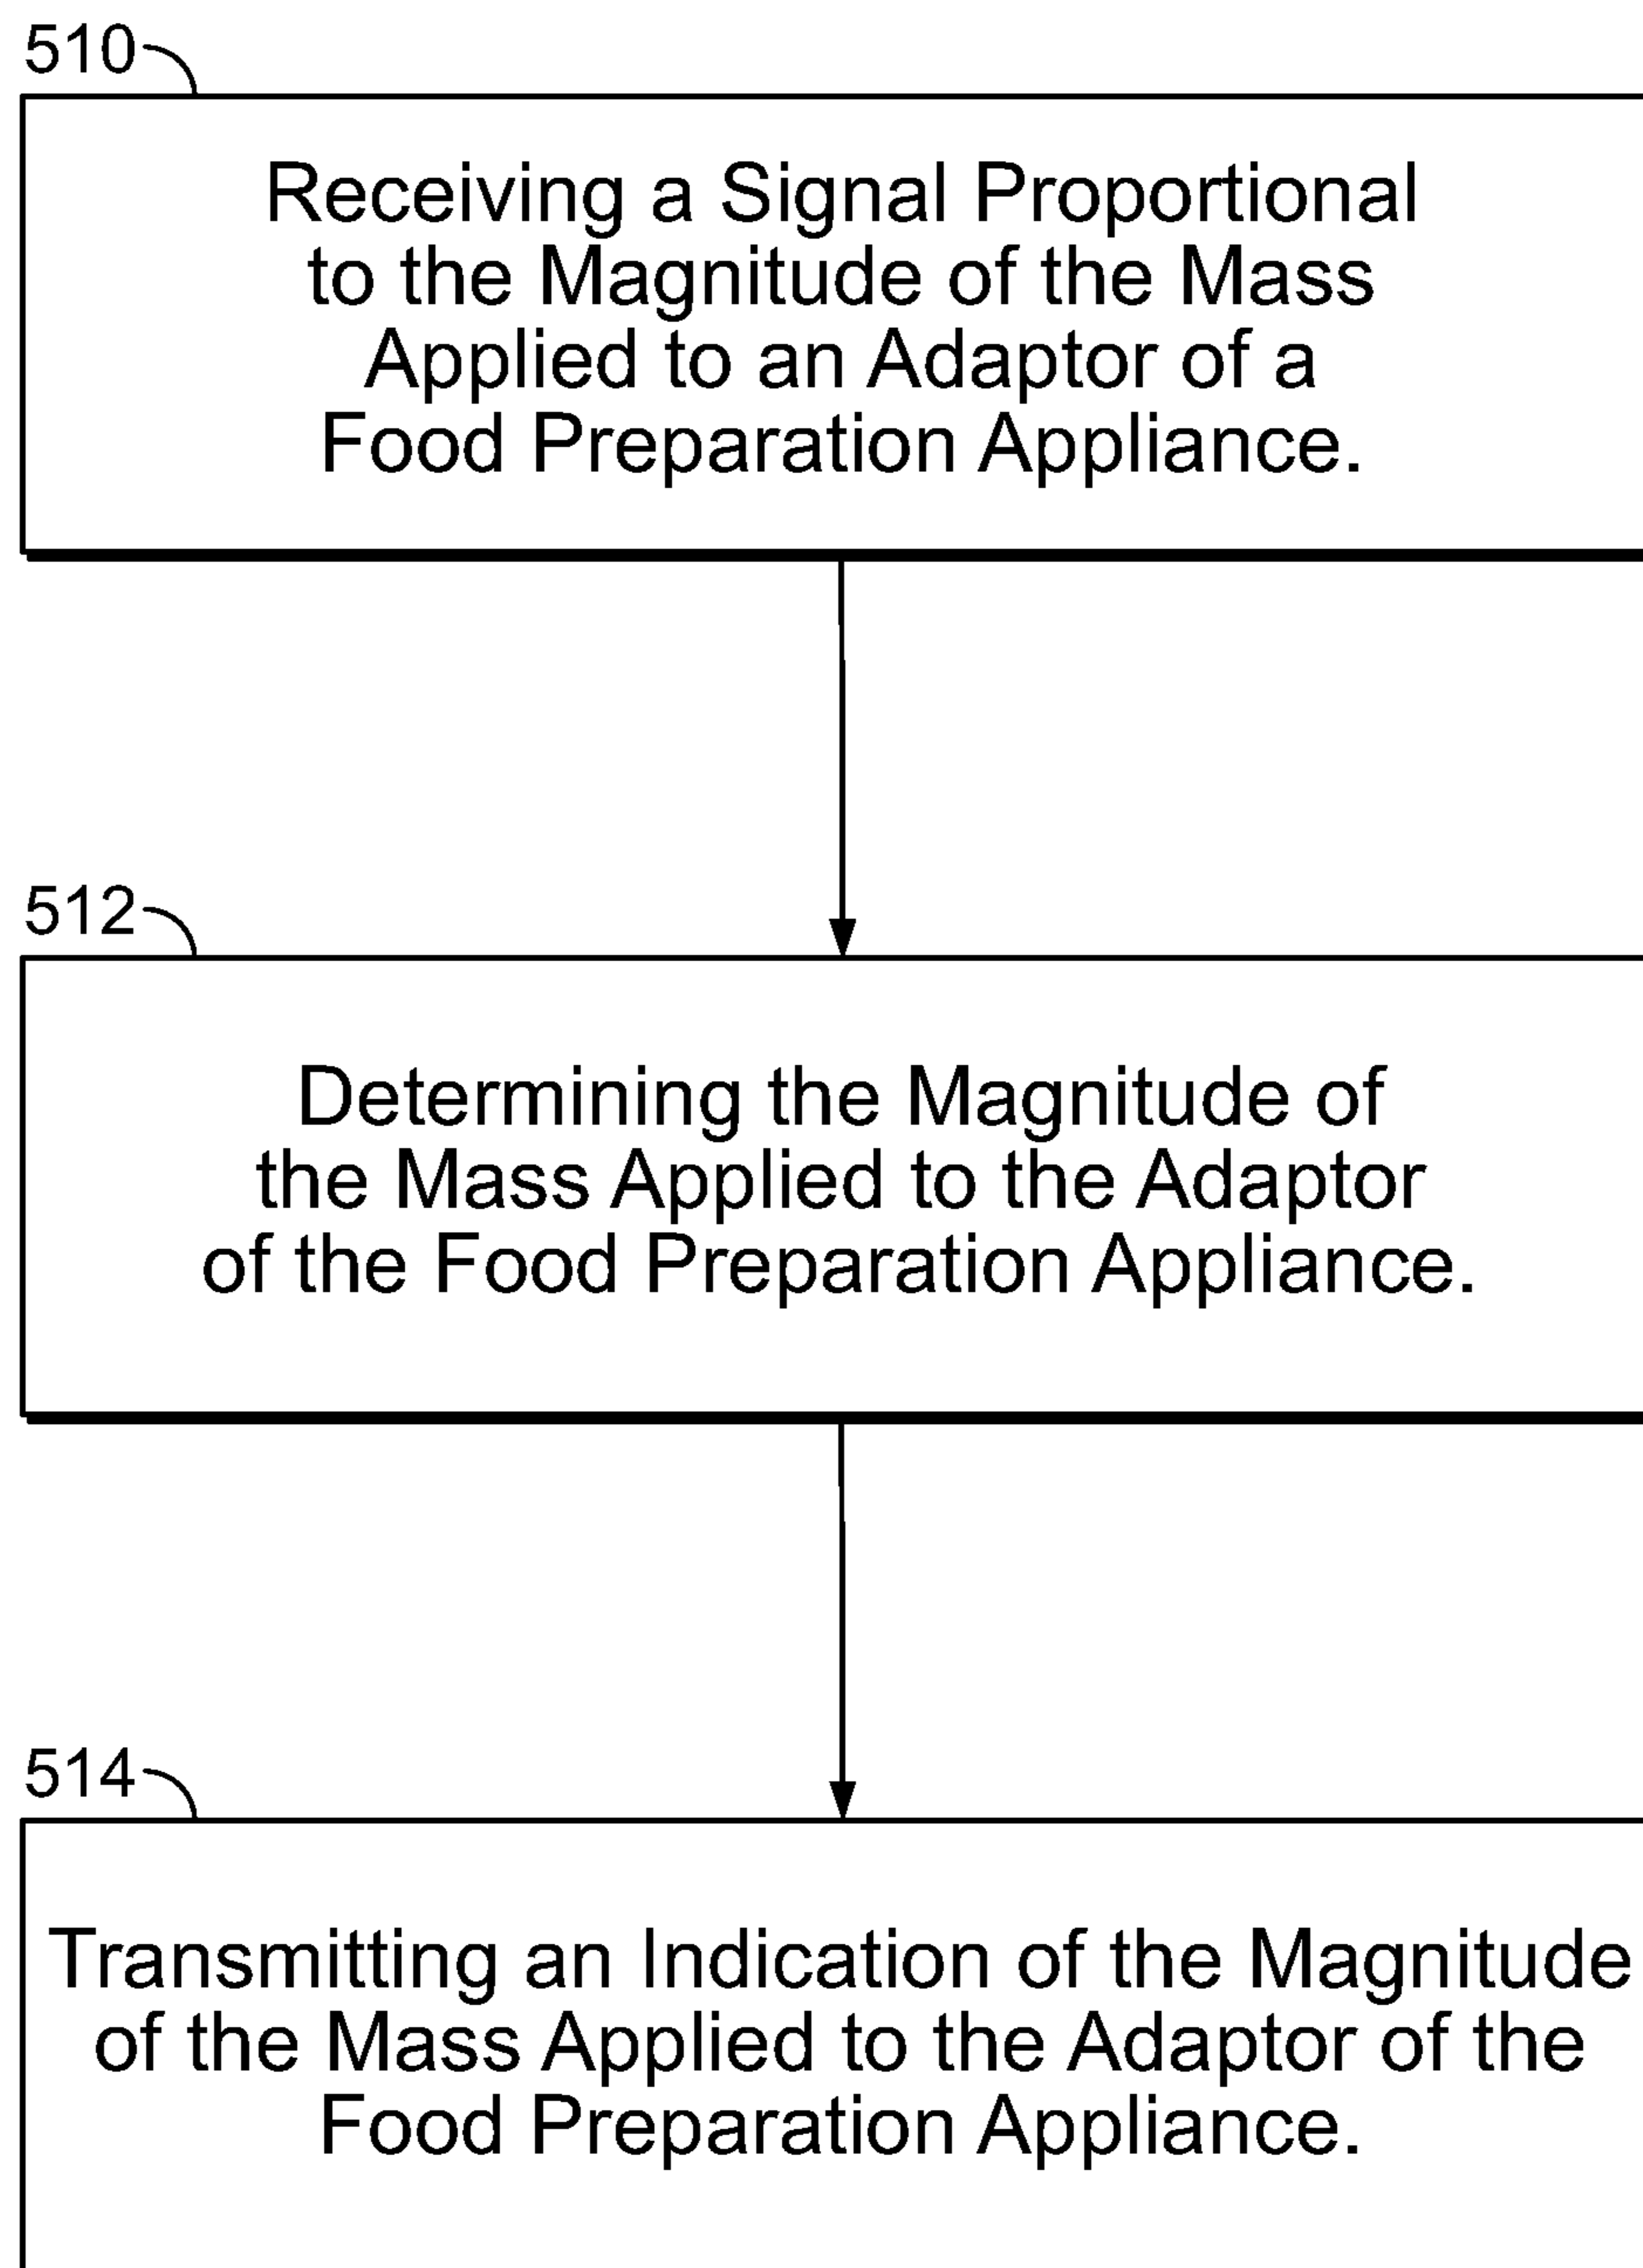 510
Receiving a Signal Proportional
to the Magnitude of the Mass
Applied to an Adaptor of a
Food Preparation Appliance.
512
Determining the Magnitude of
the Mass Applied to the Adaptor
of the Food Preparation Appliance.
514
Transmitting an Indication of the Magnitude
of the Mass Applied to the Adaptor of the
Food Preparation Appliance.